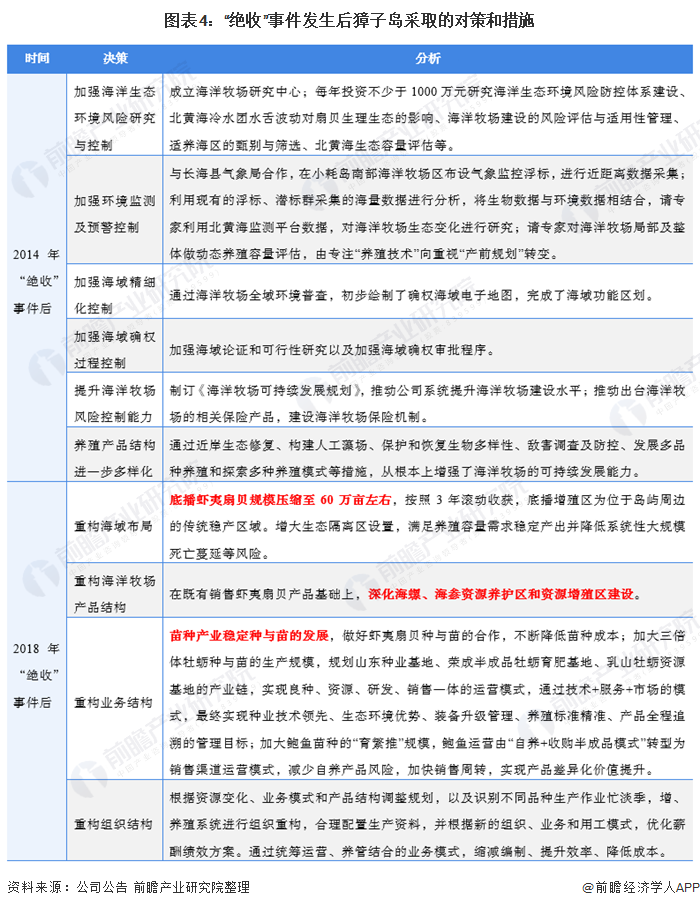 图表4：“绝收”事件发生后獐子岛采取的对策和措施
时间 决策 分析
2014 年
“绝收”
事件后
加强海洋生态
环境风险研究
与控制
成立海洋牧场研究中心；每年投资不少于 1000 万元研究海洋生态环境风险防控体系建设、
北黄海冷水团水舌波动对扇贝生理生态的影响、海洋牧场建设的风险评估与适用性管理、
适养海区的甄别与筛选、北黄海生态容量评估等。
加强环境监测
及预警控制
与长海县气象局合作，在小耗岛南部海洋牧场区布设气象监控浮标，进行近距离数据采集；
利用现有的浮标、潜标群采集的海量数据进行分析，将生物数据与环境数据相结合，请专
家利用北黄海监测平台数据，对海洋牧场生态变化进行研究；请专家对海洋牧场局部及整
体做动态养殖容量评估，由专注“养殖技术”向重视“产前规划”转变。
加强海域精细
化控制
通过海洋牧场全域环境普查，初步绘制了确权海域电子地图，完成了海域功能区划。
加强海域确权
过程控制
加强海域论证和可行性研究以及加强海域确权审批程序。
提升海洋牧场
风险控制能力
制订《海洋牧场可持续发展规划》，推动公司系统提升海洋牧场建设水平；推动出台海洋牧
场的相关保险产品，建设海洋牧场保险机制。
养殖产品结构
进一步多样化
通过近岸生态修复、构建人工藻场、保护和恢复生物多样性、敌害调查及防控、发展多品
种养殖和探索多种养殖模式等措施，从根本上增强了海洋牧场的可持续发展能力。
2018 年
“绝收”
事件后
重构海域布局
底播虾夷扇贝规模压缩至 60 万亩左右，按照 3 年滚动收获，底播增殖区为位于岛屿周边
的传统稳产区域。增大生态隔离区设置，满足养殖容量需求稳定产出并降低系统性大规模
死亡蔓延等风险。
重构海洋牧场
产品结构
在既有销售虾夷扇贝产品基础上，深化海螺、海参资源养护区和资源增殖区建设。
重构业务结构
苗种产业稳定种与苗的发展，做好虾夷扇贝种与苗的合作，不断降低苗种成本；加大三倍
体牡蛎种与苗的生产规模，规划山东种业基地、荣成半成品牡蛎育肥基地、乳山牡蛎资源
基地的产业链，实现良种、资源、研发、销售一体的运营模式，通过技术+服务+市场的模
式，最终实现种业技术领先、生态环境优势、装备升级管理、养殖标准精准、产品全程追
溯的管理目标；加大鲍鱼苗种的“育繁推”规模，鲍鱼运营由“自养+收购半成品模式”转型为
销售渠道运营模式，减少自养产品风险，加快销售周转，实现产品差异化价值提升。
重构组织结构
根据资源变化、业务模式和产品结构调整规划，以及识别不同品种生产作业忙淡季，增、
养殖系统进行组织重构，合理配置生产资料，并根据新的组织、业务和用工模式，优化薪
酬绩效方案。通过统筹运营、养管结合的业务模式，缩减编制、提升效率、降低成本。
资料来源：公司公告 前瞻产业研究院整理
@前瞻经济学人APP